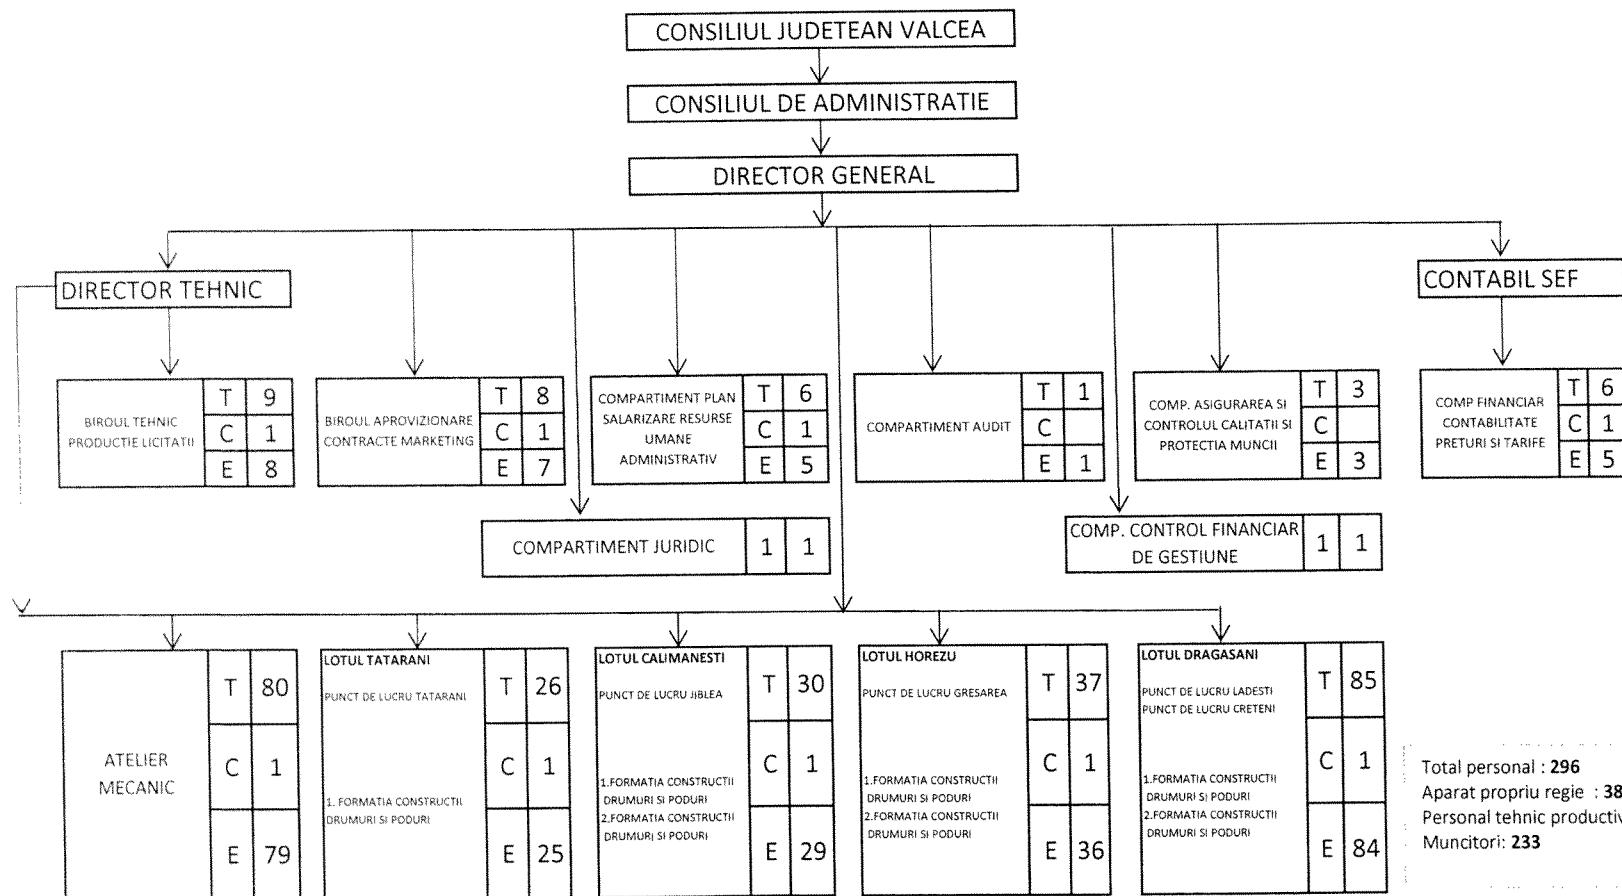 CONSILIUL JUDETEAN VALCEA
CONSILIUL DE ADMINISTRATIE
DIRECTOR GENERAL
DIRECTOR TEHNIC
CONTABIL SEF
BIROUL TEHNIC
PRODUCTIE LICITATII
T 9
C 1
E 8
BIROUL APROVIZIONARE
CONTRACTE MARKETING
T 8
C 1
E 7
COMPARTIMENT PLAN
SALARIZARE RESURSE
UMANE
ADMINISTRATIV
T 6
C 1
E 5
COMPARTIMENT AUDIT
T 1
C
E 1
COMP. ASIGURAREA SI
CONTROLUL CALITATII SI
PROTECTIA MUNCII
T 3
C
E 3
COMP FINANCIAR
CONTABILITATE
PRETURI SI TARIFE
T 6
C 1
E 5
COMPARTIMENT JURIDIC 1 1
COMP. CONTROL FINANCIAR
DE GESTIUNE
1 1
ATELIER
MECANIC
T 80
C 1
E 79
LOTUL TATARANI
PUNCT DE LUCRU TATARANI
1. FORMATIA CONSTRUCTII
DRUMURI SI PODURI
T 26
C 1
E 25
LOTUL CALIMANESTI
PUNCT DE LUCRU JIBLEA
1.FORMATIA CONSTRUCTII
DRUMURI SI PODURI
2.FORMATIA CONSTRUCTII
DRUMURI SI PODURI
T 30
C 1
E 29
LOTUL HOREZU
PUNCT DE LUCRU GRESAREA
1.FORMATIA CONSTRUCTII
DRUMURI SI PODURI
2.FORMATIA CONSTRUCTII
DRUMURI SI PODURI
T 37
C 1
E 36
LOTUL DRAGASANI
PUNCT DE LUCRU LADESTI
PUNCT DE LUCRU CRETENI
1.FORMATIA CONSTRUCTII
DRUMURI SI PODURI
2.FORMATIA CONSTRUCTII
DRUMURI SI PODURI
T 85
C 1
E 84
Total personal : 296
Aparat propriu regie : 38
Personal tehnic productiv
Muncitori: 233